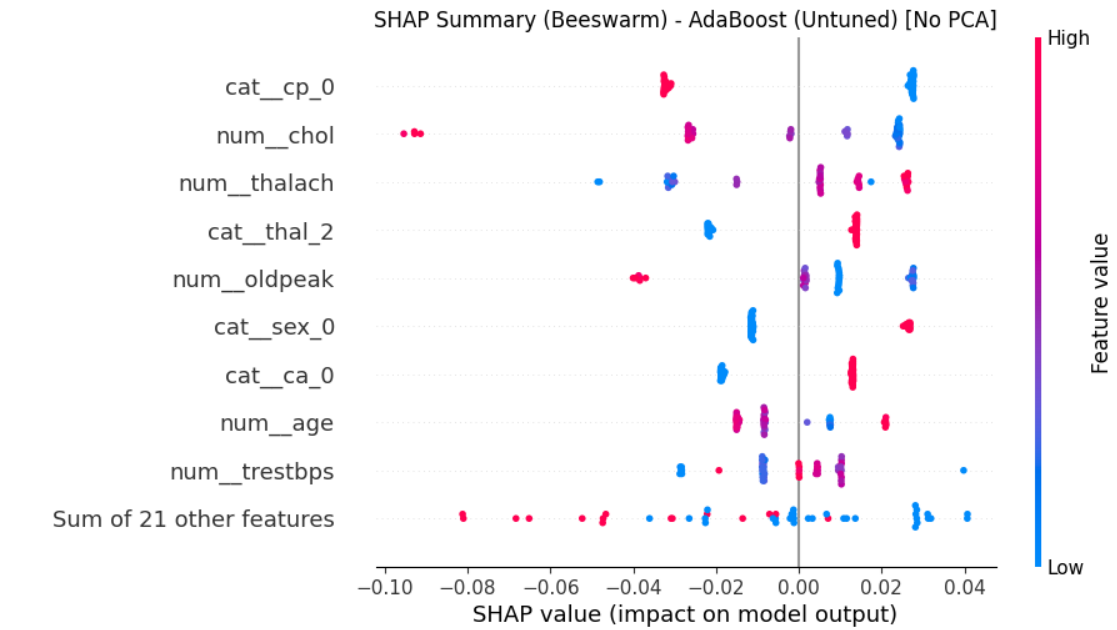 SHAP Summary (Beeswarm) - AdaBoost (Untuned) [No PCA]
High
cat__cp_0
num__chol
num__thalach
cat__thal_2
num__oldpeak
cat__sex_0
cat__ca_0
num__age
num__trestbps
Sum of 21 other features
Feature value
Low
−0.10 −0.08 −0.06 −0.04 −0.02 0.00 0.02 0.04
SHAP value (impact on model output)